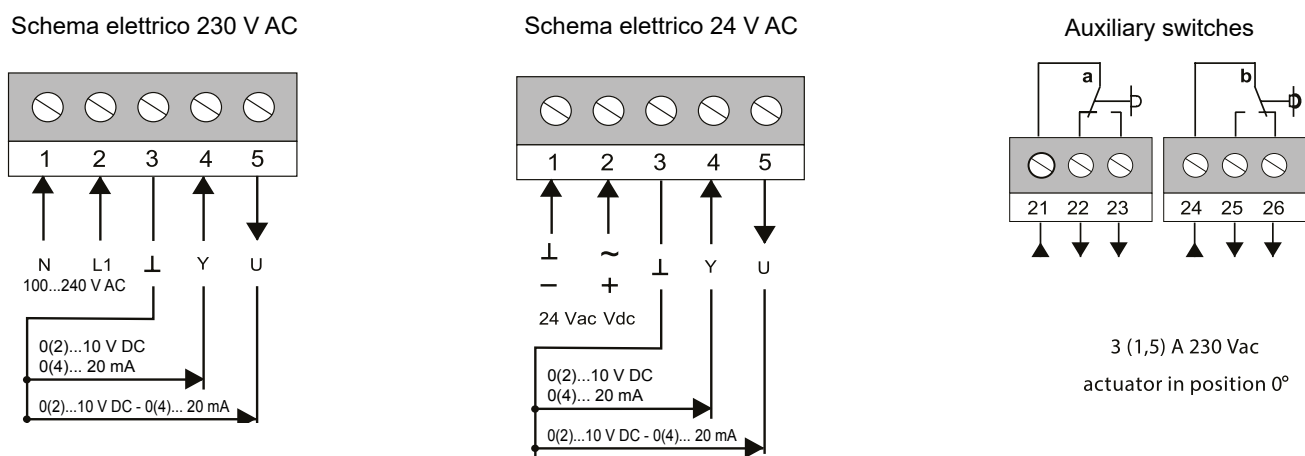 Schema elettrico 230 V AC
1 2 3 4 5
N L1 ⊥ Y U
100...240 V AC
0(2)...10 V DC
0(4)... 20 mA
0(2)...10 V DC - 0(4)... 20 mA
Schema elettrico 24 V AC
1 2 3 4 5
⊥ ~ ⊥ Y U
− +
24 Vac Vdc
0(2)...10 V DC
0(4)... 20 mA
0(2)...10 V DC - 0(4)... 20 mA
Auxiliary switches
a b
21 22 23 24 25 26
3 (1,5) A 230 Vac
actuator in position 0°